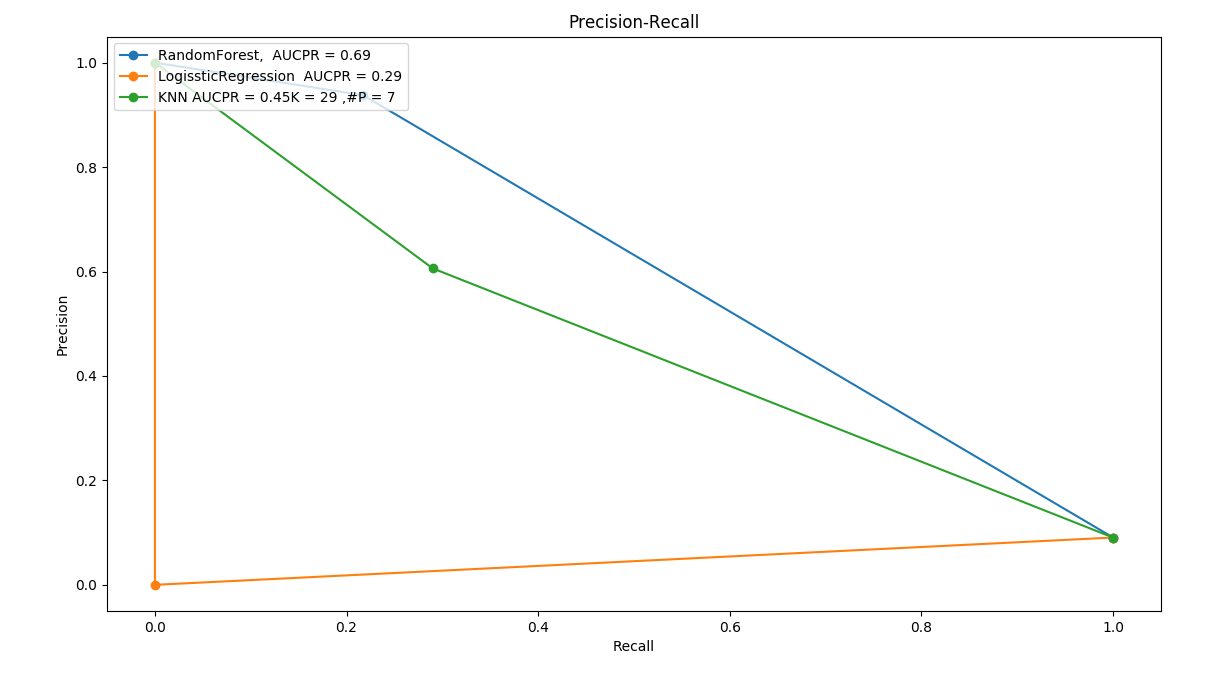 Precision-Recall
RandomForest,  AUCPR = 0.69
LogissticRegression  AUCPR = 0.29
KNN AUCPR = 0.45K = 29 ,#P = 7
1.0
0.8
0.6
0.4
0.2
0.0
Precision
0.0 0.2 0.4 0.6 0.8 1.0
Recall